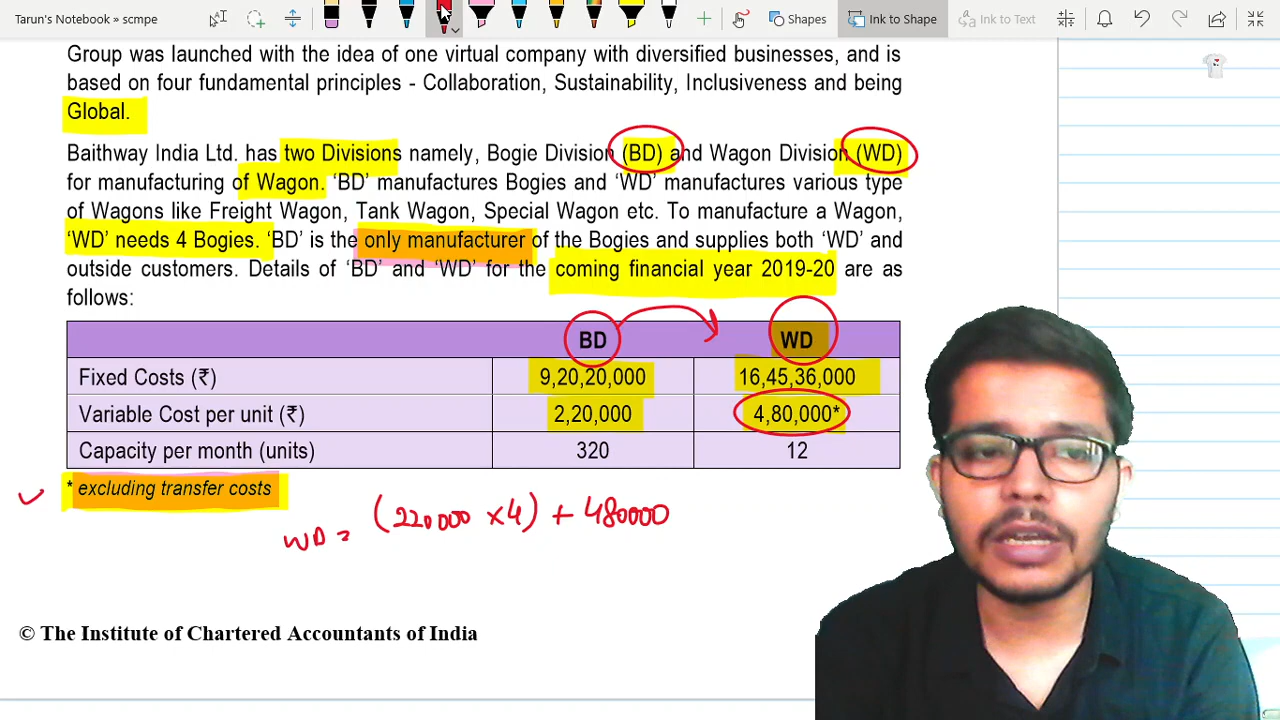 Tarun's Notebook » scmpe
Shapes
Ink to Shape
Ink to Text
Group was launched with the idea of one virtual company with diversified businesses, and is
based on four fundamental principles - Collaboration, Sustainability, Inclusiveness and being
Global.
Baithway India Ltd. has two Divisions namely, Bogie Division (BD) and Wagon Division (WD)
for manufacturing of Wagon. ‘BD’ manufactures Bogies and ‘WD’ manufactures various type
of Wagons like Freight Wagon, Tank Wagon, Special Wagon etc. To manufacture a Wagon,
‘WD’ needs 4 Bogies. ‘BD’ is the only manufacturer of the Bogies and supplies both ‘WD’ and
outside customers. Details of ‘BD’ and ‘WD’ for the coming financial year 2019-20 are as
follows:
BD WD
Fixed Costs (₹) 9,20,20,000 16,45,36,000
Variable Cost per unit (₹) 2,20,000 4,80,000*
Capacity per month (units) 320 12
* excluding transfer costs
WD = (220000 ×4) + 480000
© The Institute of Chartered Accountants of India